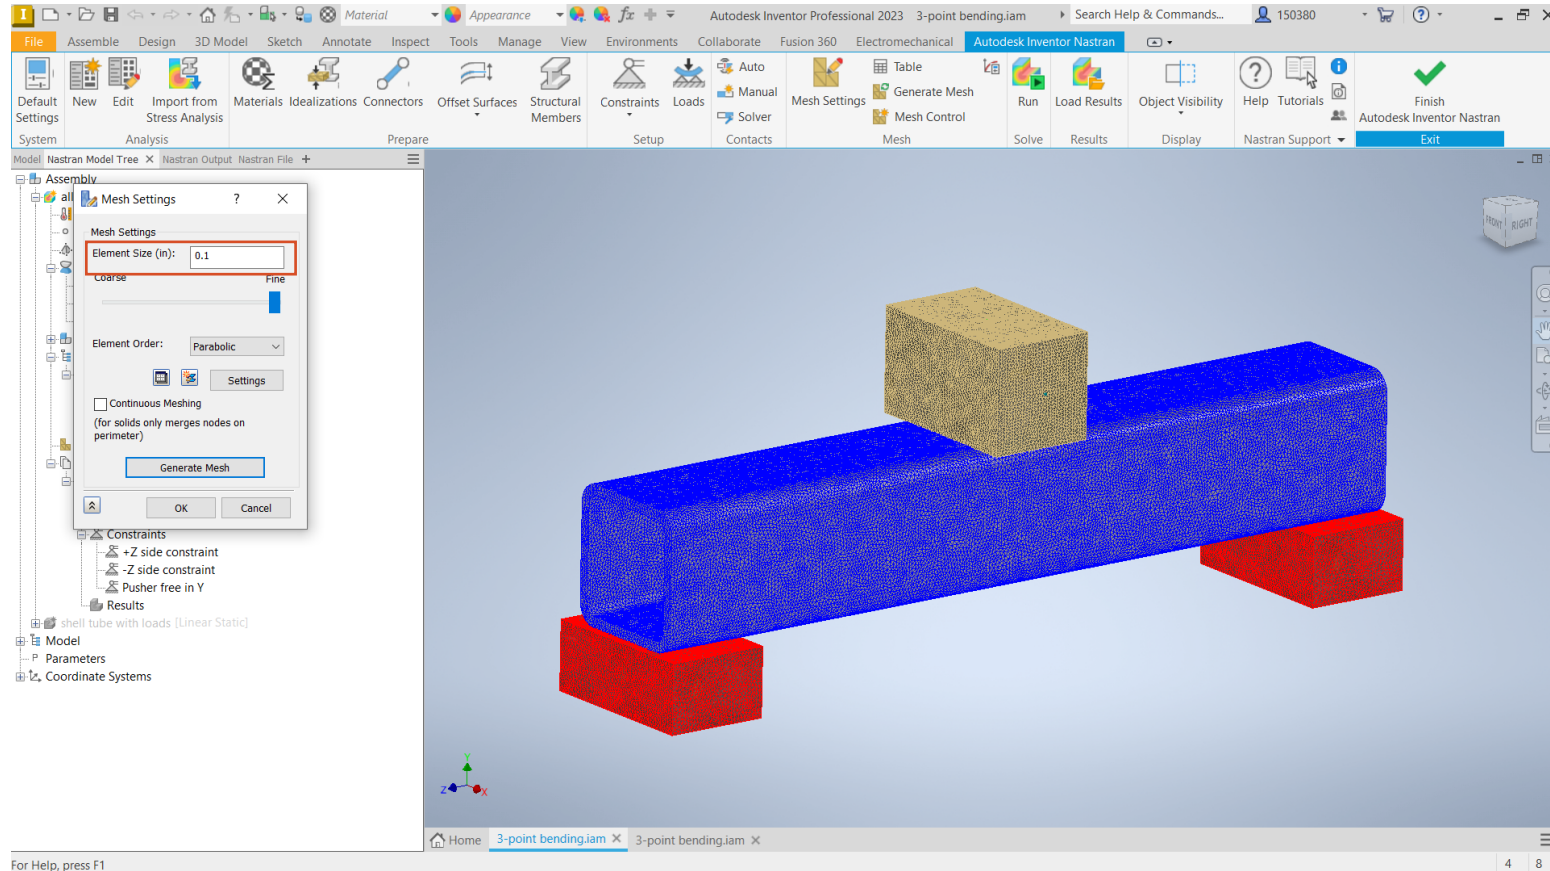 Material
Appearance
Autodesk Inventor Professional 2023 3-point bending.iam
Search Help & Commands...
150380
File Assemble Design 3D Model Sketch Annotate Inspect Tools Manage View Environments Collaborate Fusion 360 Electromechanical Autodesk Inventor Nastran
Default Settings
New
Edit
Import from Stress Analysis
Materials
Idealizations
Connectors
Offset Surfaces
Structural Members
Constraints
Loads
Auto
Manual
Solver
Mesh Settings
Table
Generate Mesh
Mesh Control
Run
Load Results
Object Visibility
Help
Tutorials
Finish
Autodesk Inventor Nastran
System Analysis Prepare Setup Contacts Mesh Solve Results Display Nastran Support Exit
Model Nastran Model Tree Nastran Output Nastran File
Assembly
all
Mesh Settings ?
Mesh Settings
Element Size (in): 0.1
Coarse Fine
Element Order: Parabolic
Settings
Continuous Meshing
(for solids only merges nodes on
perimeter)
Generate Mesh
OK Cancel
Constraints
+Z side constraint
-Z side constraint
Pusher free in Y
Results
shell tube with loads [Linear Static]
Model
P Parameters
Coordinate Systems
FRONT RIGHT
Y
Z X
Home 3-point bending.iam 3-point bending.iam
For Help, press F1
4 8